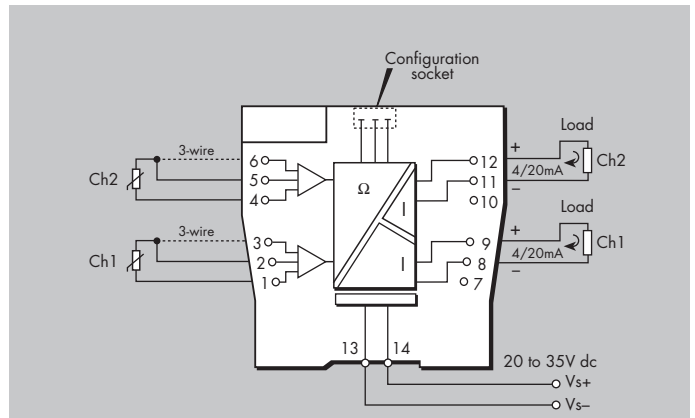 Configuration
socket
3-wire
Ch2
6
5
4
3-wire
Ch1
3
2
1
Ω
I
I
12
11
10
9
8
7
Load
+
4/20mA
–
Ch2
Load
+
4/20mA
–
Ch1
13
14
20 to 35V dc
Vs+
Vs–